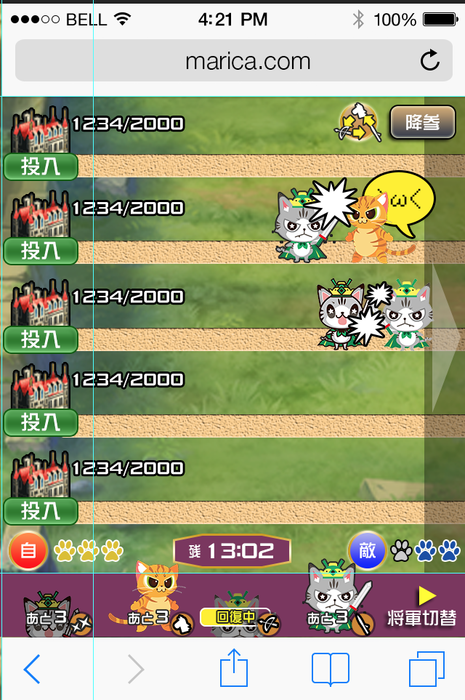 BELL 4:21 PM 100%
marica.com
1234/2000
降参
投入
1234/2000
`ω<
投入
1234/2000
投入
1234/2000
投入
1234/2000
投入
自 残 13:02 敵
あと3 あと3 回復中 あと3 将軍切替